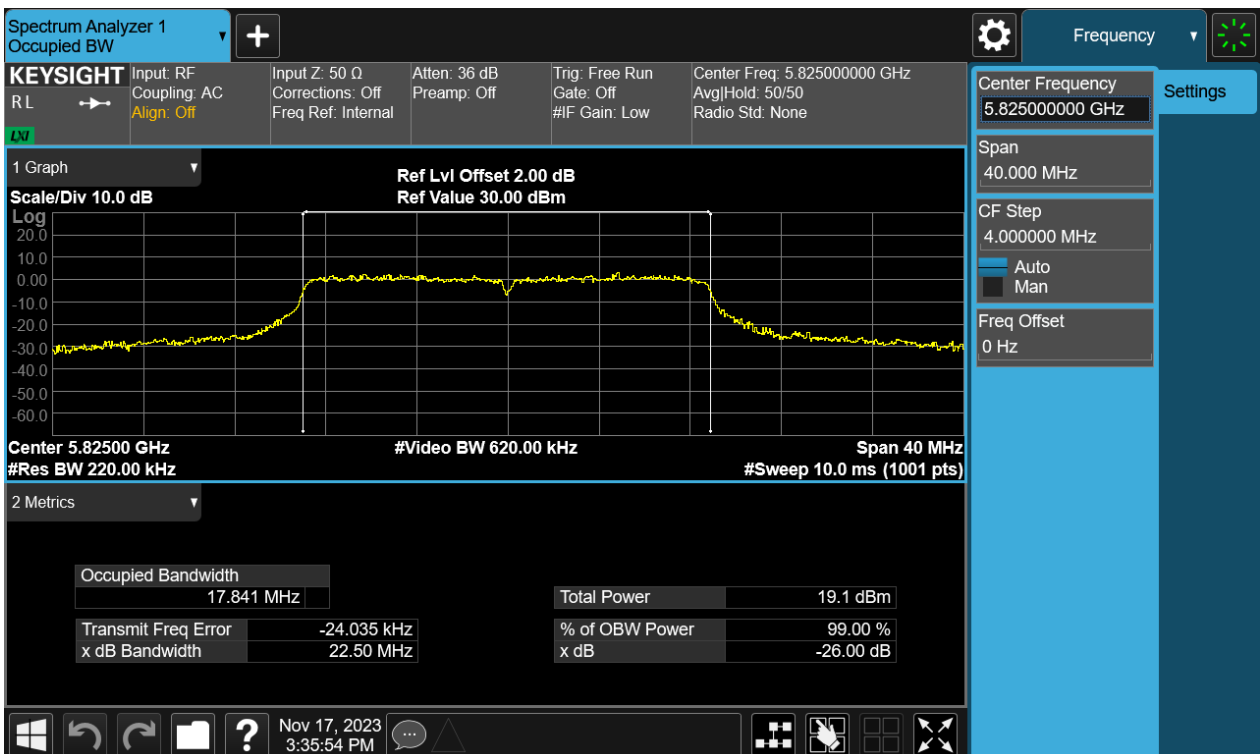 Spectrum Analyzer 1
Occupied BW
Frequency
KEYSIGHT
RL
LXI
Input: RF
Coupling: AC
Align: Off
Input Z: 50 Ω
Corrections: Off
Freq Ref: Internal
Atten: 36 dB
Preamp: Off
Trig: Free Run
Gate: Off
#IF Gain: Low
Center Freq: 5.825000000 GHz
Avg|Hold: 50/50
Radio Std: None
Center Frequency
5.825000000 GHz
Settings
Span
40.000 MHz
CF Step
4.000000 MHz
Auto
Man
Freq Offset
0 Hz
1 Graph
Scale/Div 10.0 dB
Ref Lvl Offset 2.00 dB
Ref Value 30.00 dBm
Log
20.0
10.0
0.00
-10.0
-20.0
-30.0
-40.0
-50.0
-60.0
Center 5.82500 GHz
#Video BW 620.00 kHz
Span 40 MHz
#Res BW 220.00 kHz
#Sweep 10.0 ms (1001 pts)
2 Metrics
Occupied Bandwidth
17.841 MHz
Total Power 19.1 dBm
Transmit Freq Error -24.035 kHz
% of OBW Power 99.00 %
x dB Bandwidth 22.50 MHz
x dB -26.00 dB
?
Nov 17, 2023
3:35:54 PM